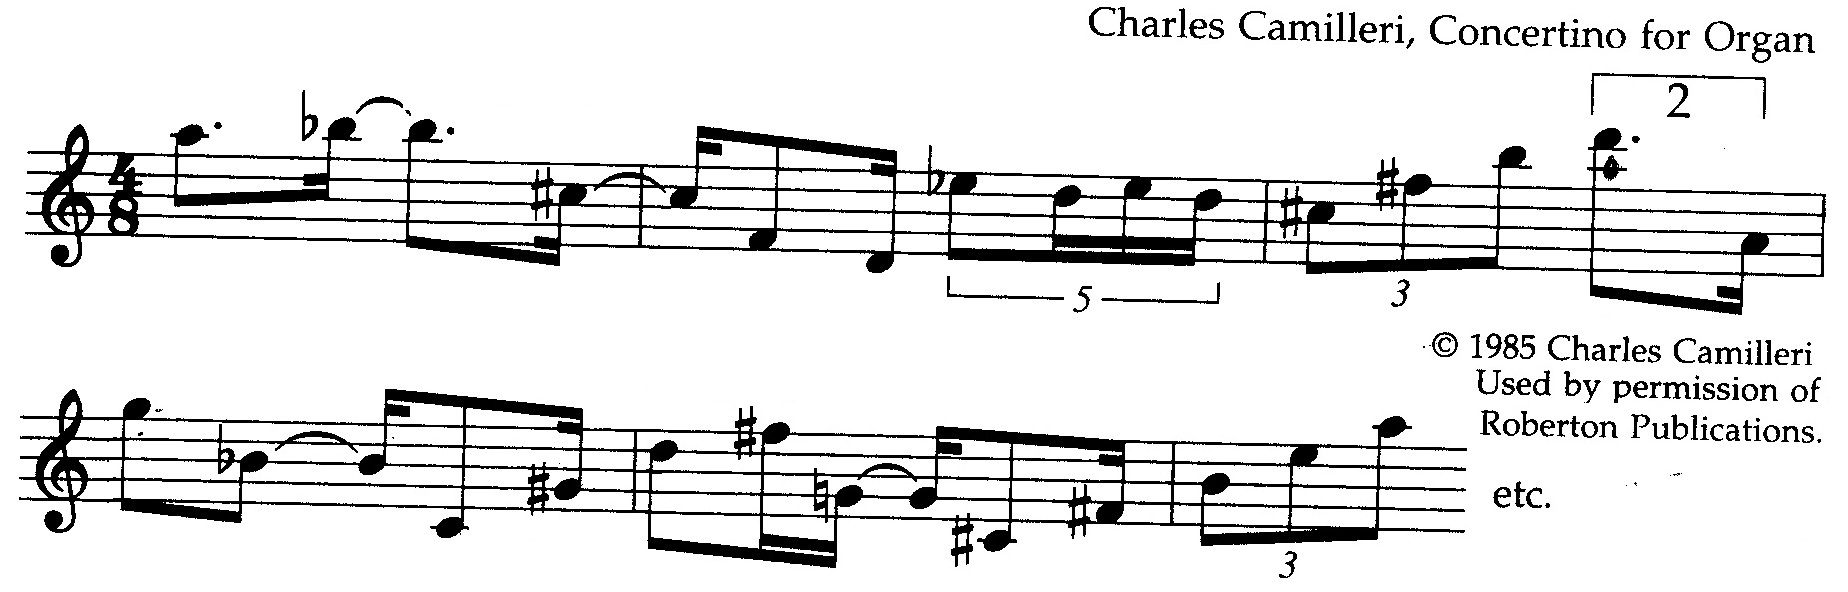 Charles Camilleri, Concertino for Organ
2
4
8
5
3
© 1985 Charles Camilleri
Used by permission of
Roberton Publications.
etc.
3